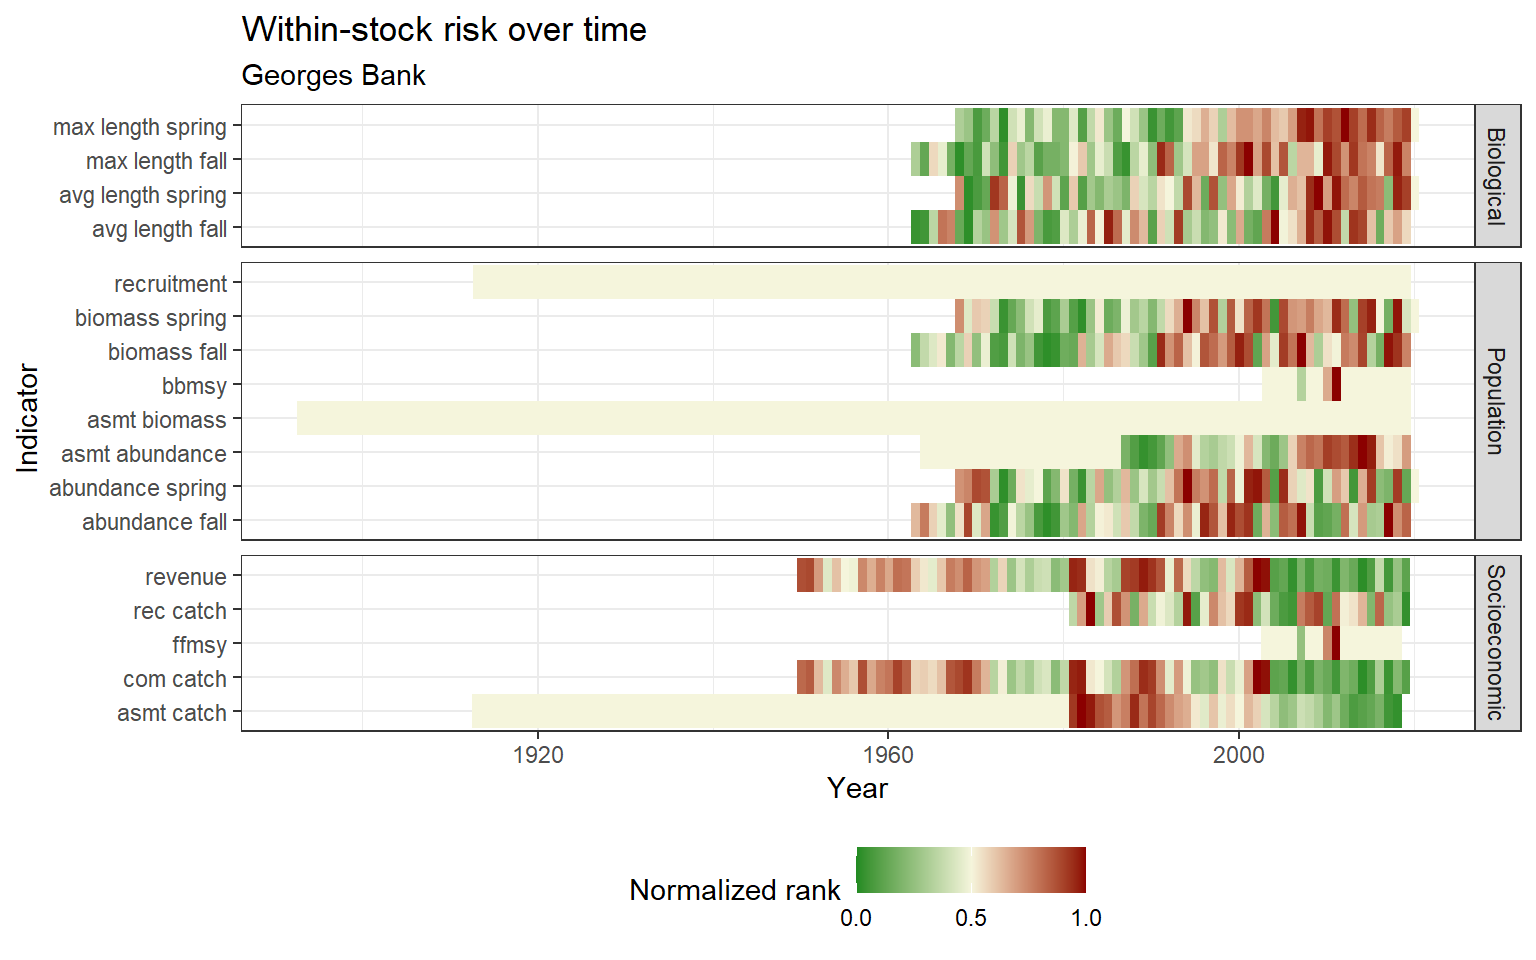 Within-stock risk over time
Georges Bank
max length spring
max length fall
avg length spring
avg length fall
Biological
recruitment
biomass spring
biomass fall
bbmsy
asmt biomass
asmt abundance
abundance spring
abundance fall
Population
revenue
rec catch
ffmsy
com catch
asmt catch
Socioeconomic
Indicator
1920 1960 2000
Year
Normalized rank
0.0 0.5 1.0